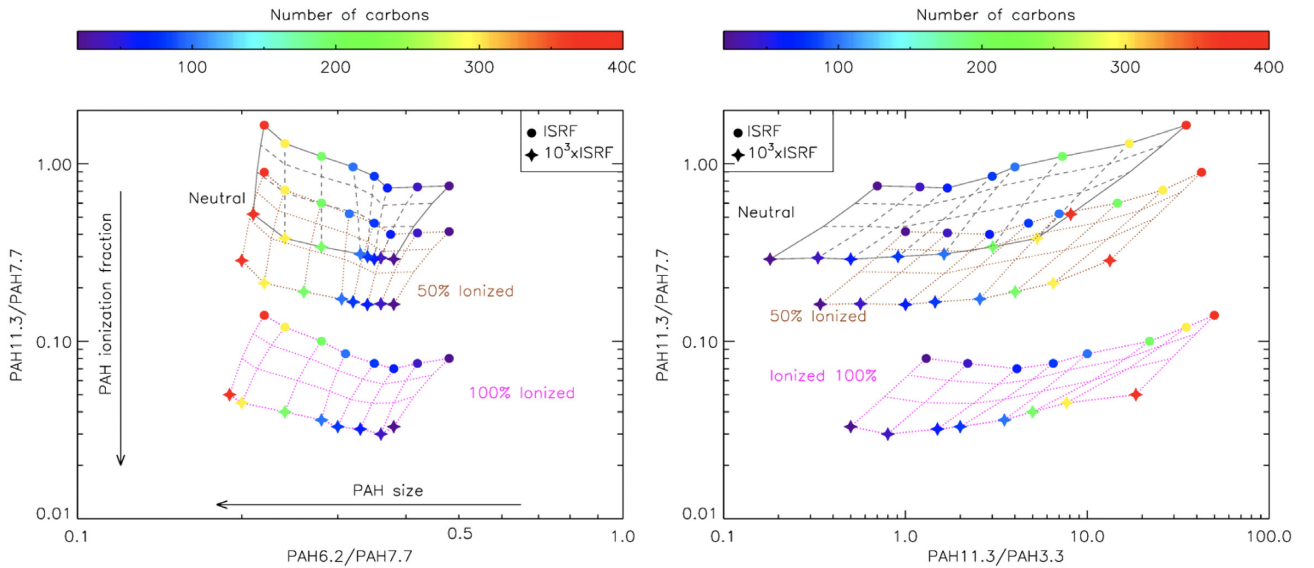 Number of carbons
100 200 300 400
ISRF
10³xISRF
1.00
Neutral
50% Ionized
0.10
100% Ionized
PAH size
0.01
0.1 0.5 1.0
PAH6.2/PAH7.7
PAH11.3/PAH7.7
PAH ionization fraction
Number of carbons
100 200 300 400
ISRF
10³xISRF
1.00
Neutral
50% Ionized
0.10
Ionized 100%
0.01
0.1 1.0 10.0 100.0
PAH11.3/PAH3.3
PAH11.3/PAH7.7